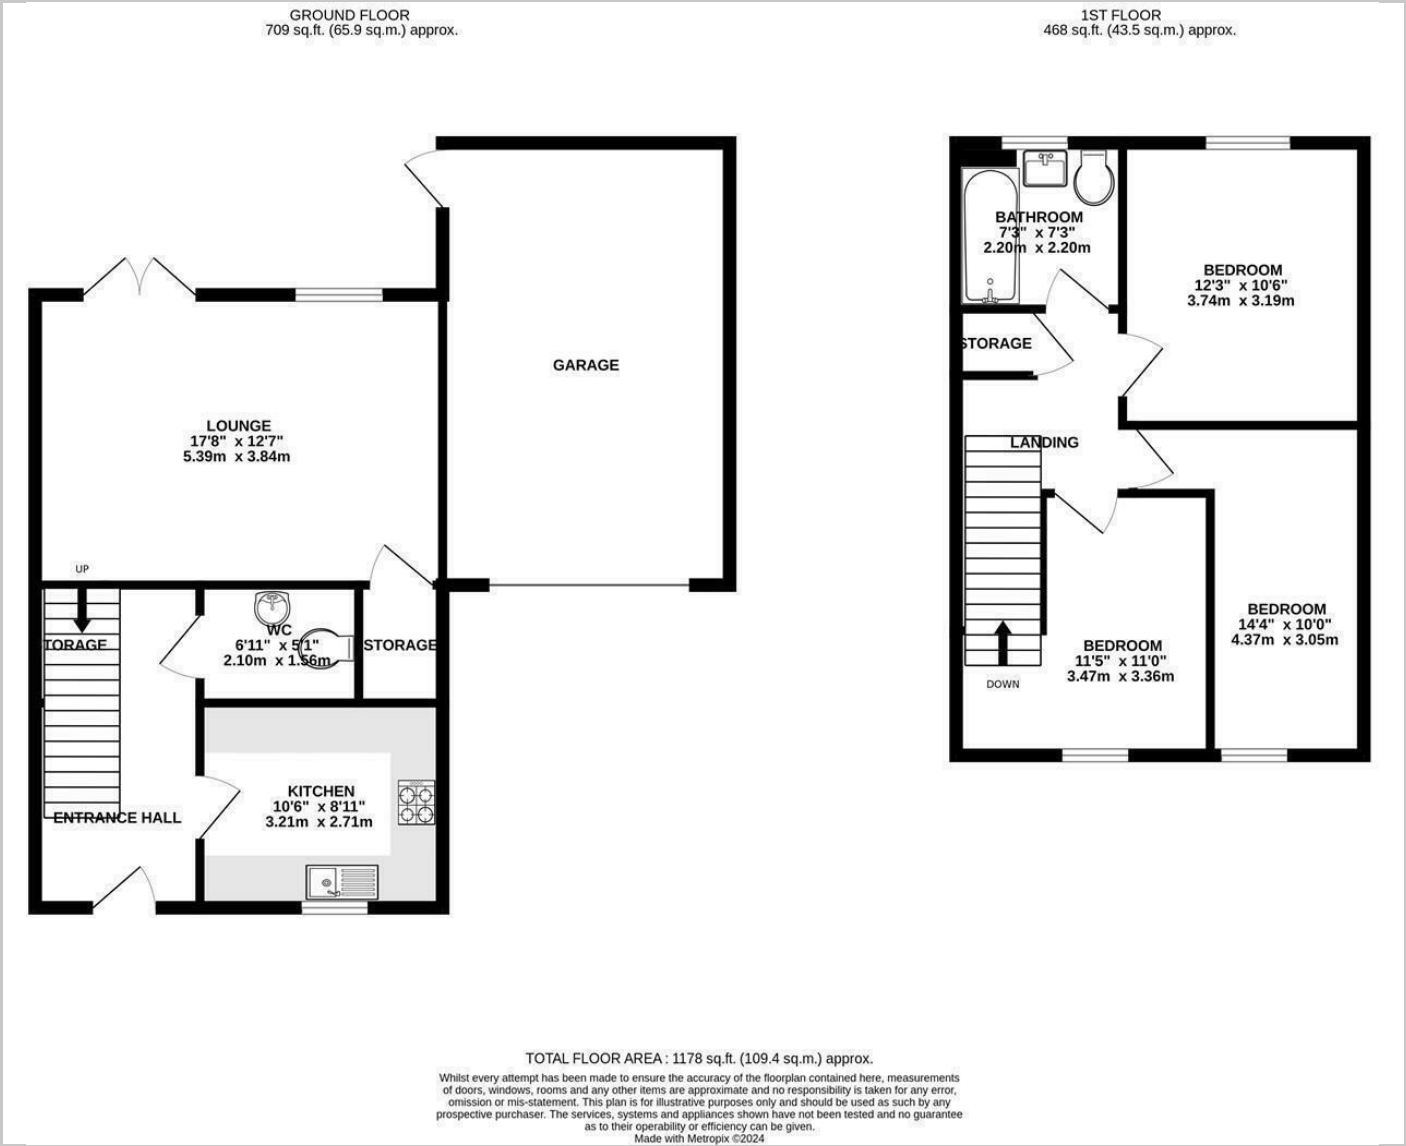 GROUND FLOOR
709 sq.ft. (65.9 sq.m.) approx.
1ST FLOOR
468 sq.ft. (43.5 sq.m.) approx.
GARAGE
LOUNGE
17'8" x 12'7"
5.39m x 3.84m
UP
TORAGE
WC
6'11" x 5'1"
2.10m x 1.56m
STORAGE
KITCHEN
10'6" x 8'11"
3.21m x 2.71m
ENTRANCE HALL
BATHROOM
7'3" x 7'3"
2.20m x 2.20m
BEDROOM
12'3" x 10'6"
3.74m x 3.19m
STORAGE
LANDING
BEDROOM
14'4" x 10'0"
4.37m x 3.05m
BEDROOM
11'5" x 11'0"
3.47m x 3.36m
DOWN
TOTAL FLOOR AREA : 1178 sq.ft. (109.4 sq.m.) approx.
Whilst every attempt has been made to ensure the accuracy of the floorplan contained here, measurements
of doors, windows, rooms and any other items are approximate and no responsibility is taken for any error,
omission or mis-statement. This plan is for illustrative purposes only and should be used as such by any
prospective purchaser. The services, systems and appliances shown have not been tested and no guarantee
as to their operability or efficiency can be given.
Made with Metropix ©2024